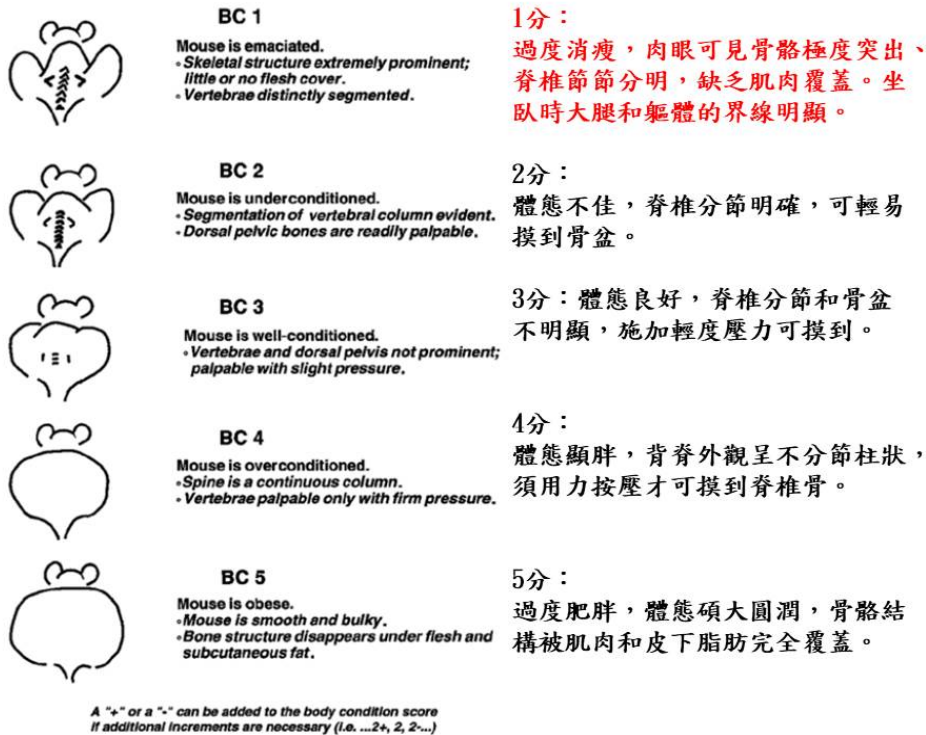 BC 1
Mouse is emaciated.
◦ Skeletal structure extremely prominent;
little or no flesh cover.
◦ Vertebrae distinctly segmented.
1分：
過度消瘦，肉眼可見骨骼極度突出、
脊椎節節分明，缺乏肌肉覆蓋。坐
臥時大腿和軀體的界線明顯。
BC 2
Mouse is underconditioned.
◦ Segmentation of vertebral column evident.
◦ Dorsal pelvic bones are readily palpable.
2分：
體態不佳，脊椎分節明確，可輕易
摸到骨盆。
BC 3
Mouse is well-conditioned.
◦ Vertebrae and dorsal pelvis not prominent;
palpable with slight pressure.
3分：體態良好，脊椎分節和骨盆
不明顯，施加輕度壓力可摸到。
BC 4
Mouse is overconditioned.
◦ Spine is a continuous column.
◦ Vertebrae palpable only with firm pressure.
4分：
體態顯胖，背脊外觀呈不分節柱狀，
須用力按壓才可摸到脊椎骨。
BC 5
Mouse is obese.
◦ Mouse is smooth and bulky.
◦ Bone structure disappears under flesh and
subcutaneous fat.
5分：
過度肥胖，體態碩大圓潤，骨骼結
構被肌肉和皮下脂肪完全覆蓋。
A "+" or a "-" can be added to the body condition score
if additional increments are necessary (i.e. ...2+, 2, 2-...)